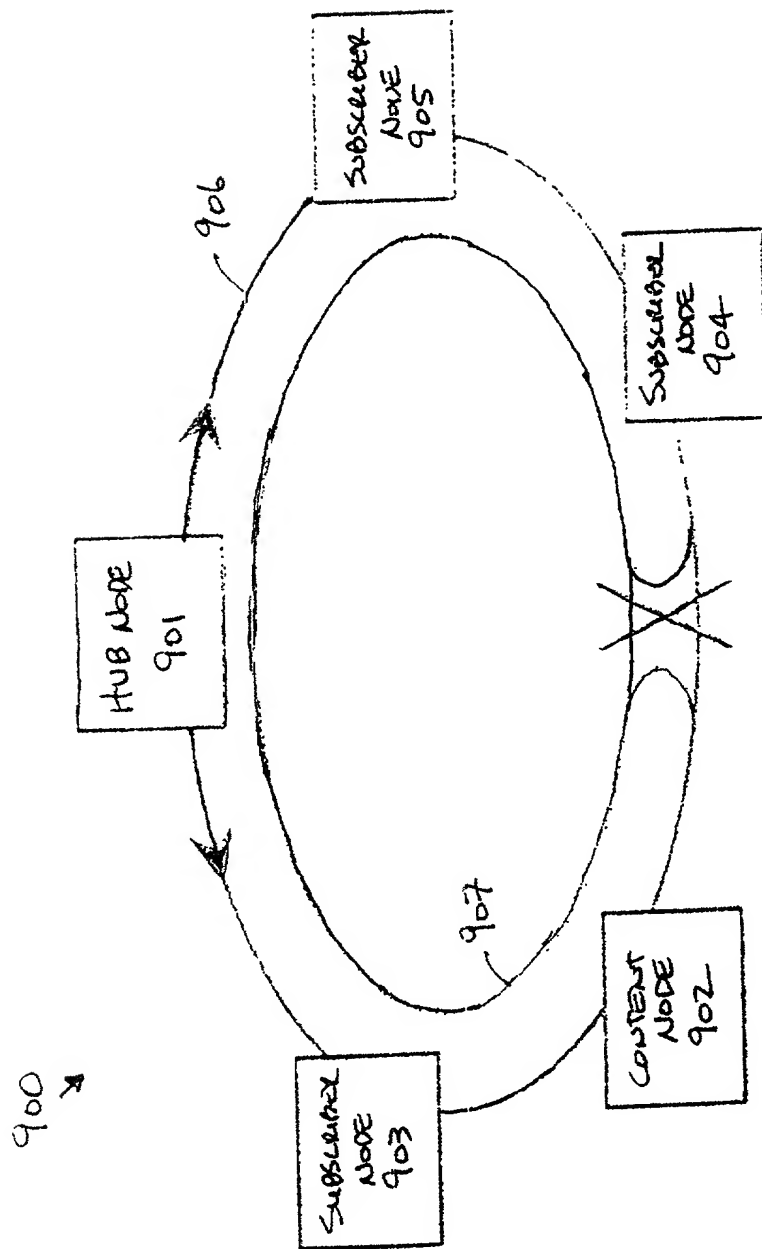 900
HUB NODE
901
906
SUBSCRIBER
NODE
905
SUBSCRIBER
NODE
904
907
CONTENT
NODE
902
SUBSCRIBER
NODE
903